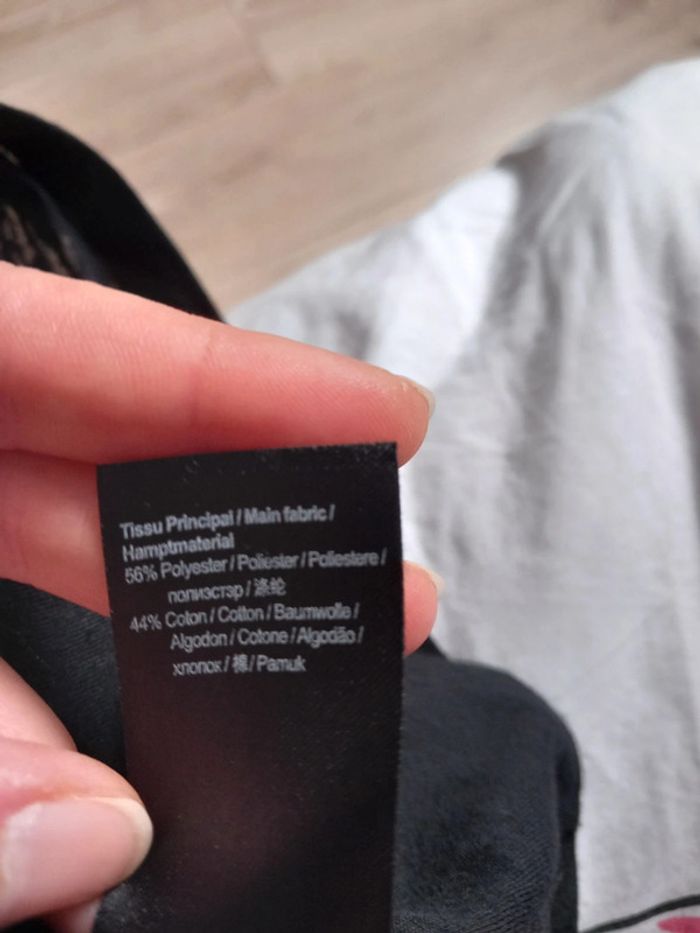 Tissu Principal / Main fabric /
Hamptmaterial
56% Polyester / Poliester / Poliestere /
полиэстэр / 涤纶
44% Coton / Cotton / Baumwolle /
Algodon / Cotone / Algodão /
хлопок / 棉 / Pamuk